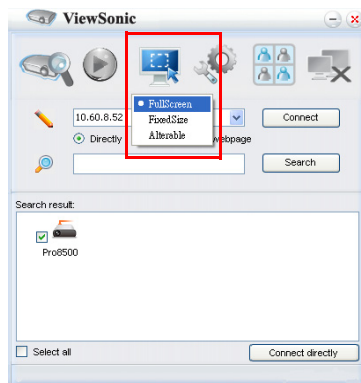 ViewSonic
FullScreen
FixedSize
Alterable
10.60.8.52
Connect
Directly
webpage
Search
Search result:
Pro8500
Select all
Connect directly